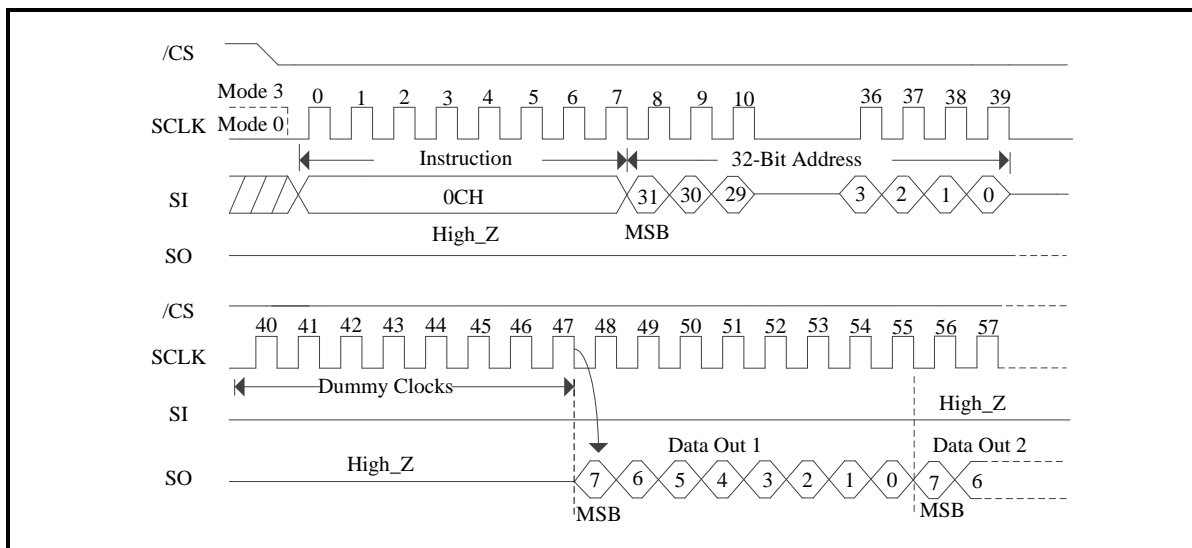 /CS
Mode 3
0 1 2 3 4 5 6 7 8 9 10 36 37 38 39
SCLK
Mode 0
Instruction 32-Bit Address
SI 0CH 31 30 29 3 2 1 0
High_Z MSB
SO
/CS
40 41 42 43 44 45 46 47 48 49 50 51 52 53 54 55 56 57
SCLK
Dummy Clocks
SI High_Z
Data Out 1 Data Out 2
SO High_Z 7 6 5 4 3 2 1 0 7 6
MSB MSB